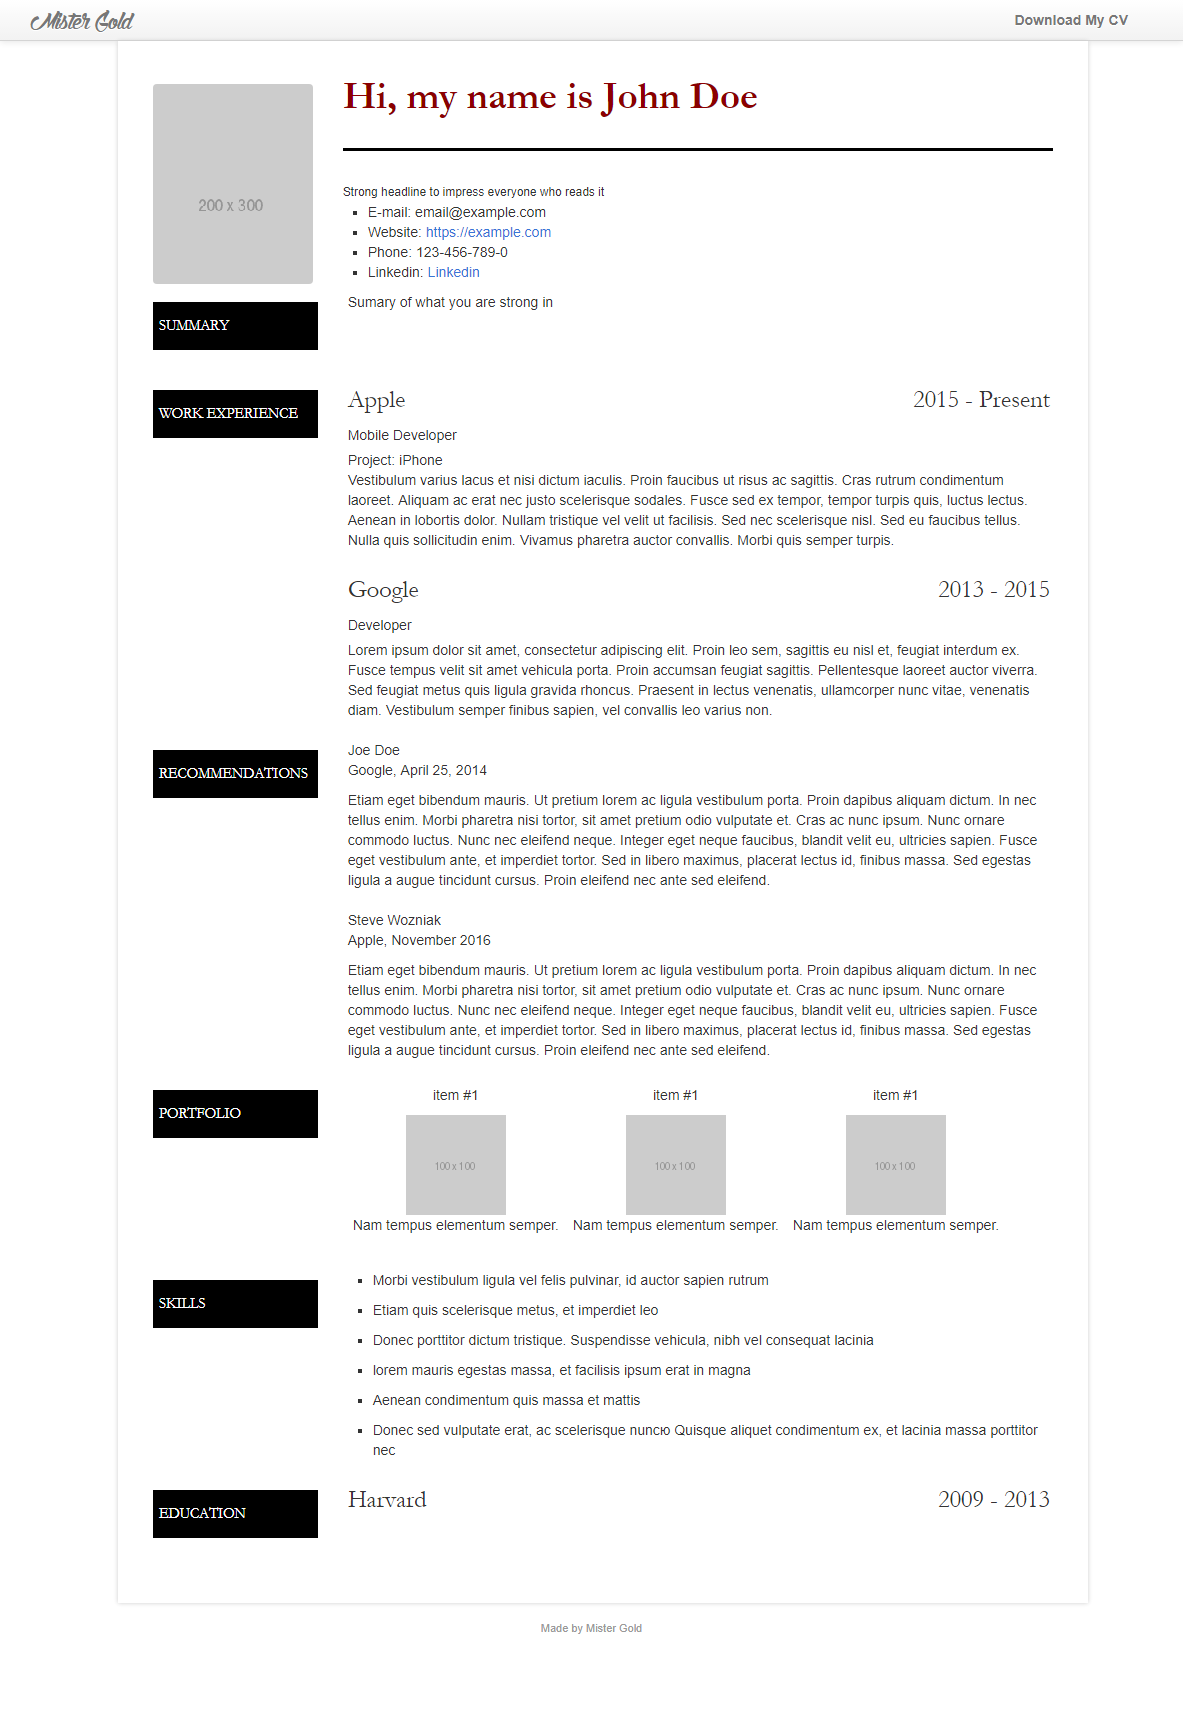 Mister Gold
Download My CV
Hi, my name is John Doe
200 x 300
Strong headline to impress everyone who reads it
E-mail: email@example.com
Website: https://example.com
Phone: 123-456-789-0
Linkedin: Linkedin
SUMMARY
Sumary of what you are strong in
WORK EXPERIENCE
Apple 2015 - Present
Mobile Developer
Project: iPhone
Vestibulum varius lacus et nisi dictum iaculis. Proin faucibus ut risus ac sagittis. Cras rutrum condimentum
laoreet. Aliquam ac erat nec justo scelerisque sodales. Fusce sed ex tempor, tempor turpis quis, luctus lectus.
Aenean in lobortis dolor. Nullam tristique vel velit ut facilisis. Sed nec scelerisque nisl. Sed eu faucibus tellus.
Nulla quis sollicitudin enim. Vivamus pharetra auctor convallis. Morbi quis semper turpis.
Google 2013 - 2015
Developer
Lorem ipsum dolor sit amet, consectetur adipiscing elit. Proin leo sem, sagittis eu nisl et, feugiat interdum ex.
Fusce tempus velit sit amet vehicula porta. Proin accumsan feugiat sagittis. Pellentesque laoreet auctor viverra.
Sed feugiat metus quis ligula gravida rhoncus. Praesent in lectus venenatis, ullamcorper nunc vitae, venenatis
diam. Vestibulum semper finibus sapien, vel convallis leo varius non.
RECOMMENDATIONS
Joe Doe
Google, April 25, 2014
Etiam eget bibendum mauris. Ut pretium lorem ac ligula vestibulum porta. Proin dapibus aliquam dictum. In nec
tellus enim. Morbi pharetra nisi tortor, sit amet pretium odio vulputate et. Cras ac nunc ipsum. Nunc ornare
commodo luctus. Nunc nec eleifend neque. Integer eget neque faucibus, blandit velit eu, ultricies sapien. Fusce
eget vestibulum ante, et imperdiet tortor. Sed in libero maximus, placerat lectus id, finibus massa. Sed egestas
ligula a augue tincidunt cursus. Proin eleifend nec ante sed eleifend.
Steve Wozniak
Apple, November 2016
Etiam eget bibendum mauris. Ut pretium lorem ac ligula vestibulum porta. Proin dapibus aliquam dictum. In nec
tellus enim. Morbi pharetra nisi tortor, sit amet pretium odio vulputate et. Cras ac nunc ipsum. Nunc ornare
commodo luctus. Nunc nec eleifend neque. Integer eget neque faucibus, blandit velit eu, ultricies sapien. Fusce
eget vestibulum ante, et imperdiet tortor. Sed in libero maximus, placerat lectus id, finibus massa. Sed egestas
ligula a augue tincidunt cursus. Proin eleifend nec ante sed eleifend.
PORTFOLIO
item #1 item #1 item #1
100 x 100 100 x 100 100 x 100
Nam tempus elementum semper. Nam tempus elementum semper. Nam tempus elementum semper.
SKILLS
Morbi vestibulum ligula vel felis pulvinar, id auctor sapien rutrum
Etiam quis scelerisque metus, et imperdiet leo
Donec porttitor dictum tristique. Suspendisse vehicula, nibh vel consequat lacinia
lorem mauris egestas massa, et facilisis ipsum erat in magna
Aenean condimentum quis massa et mattis
Donec sed vulputate erat, ac scelerisque nuncю Quisque aliquet condimentum ex, et lacinia massa porttitor
nec
EDUCATION
Harvard 2009 - 2013
Made by Mister Gold